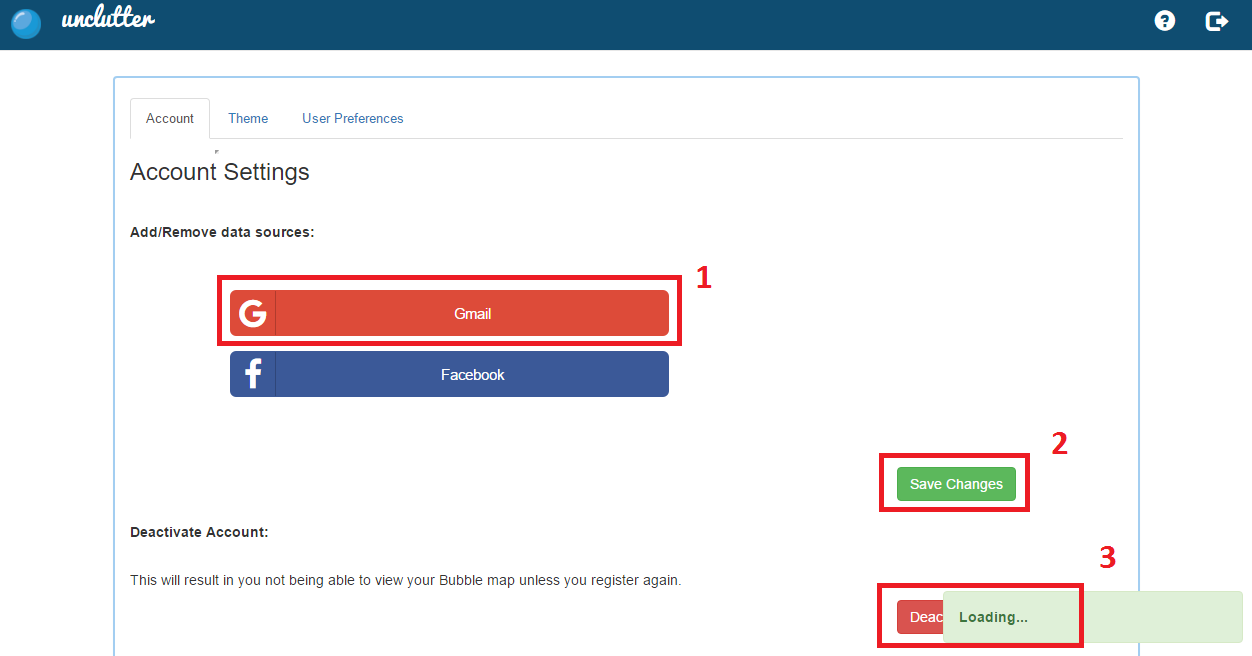 unclutter
Account Theme User Preferences
Account Settings
Add/Remove data sources:
1
G Gmail
f Facebook
2
Save Changes
Deactivate Account:
3
This will result in you not being able to view your Bubble map unless you register again.
Deac Loading...